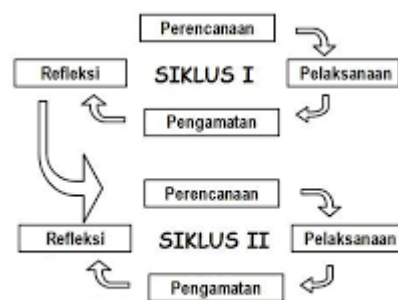 Perencanaan
Refleksi
SIKLUS I
Pelaksanaan
Pengamatan
Perencanaan
Refleksi
SIKLUS II
Pelaksanaan
Pengamatan